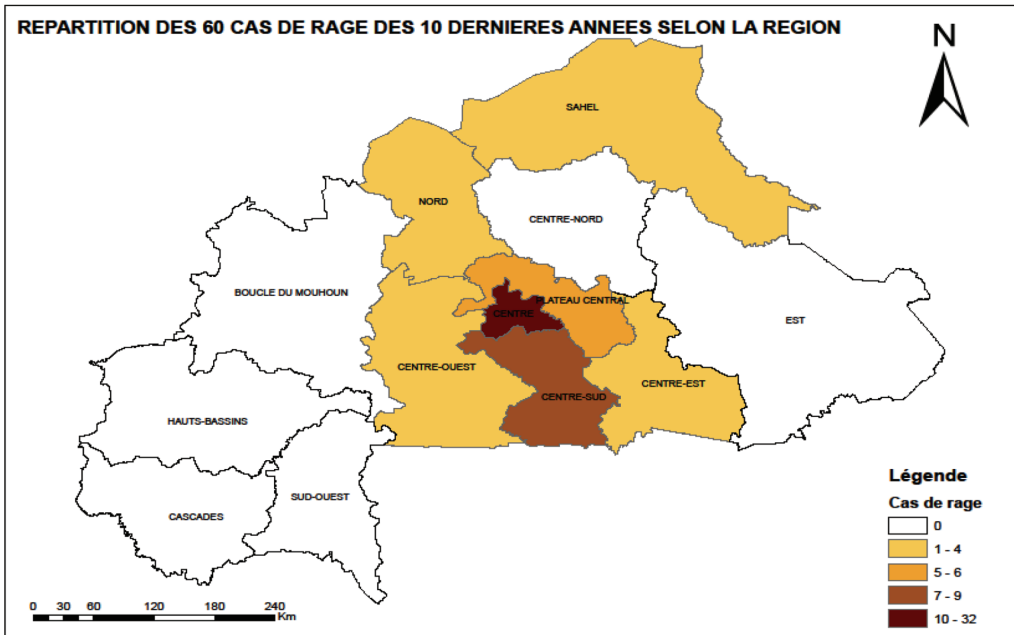 REPARTITION DES 60 CAS DE RAGE DES 10 DERNIERES ANNEES SELON LA REGION
N
SAHEL
NORD
CENTRE-NORD
BOUCLE DU MOUHOUN
PLATEAU CENTRAL
CENTRE
EST
CENTRE-OUEST
CENTRE-EST
CENTRE-SUD
HAUTS-BASSINS
SUD-OUEST
CASCADES
Légende
Cas de rage
0
1 - 4
5 - 6
7 - 9
10 - 32
0 30 60 120 180 240
Km